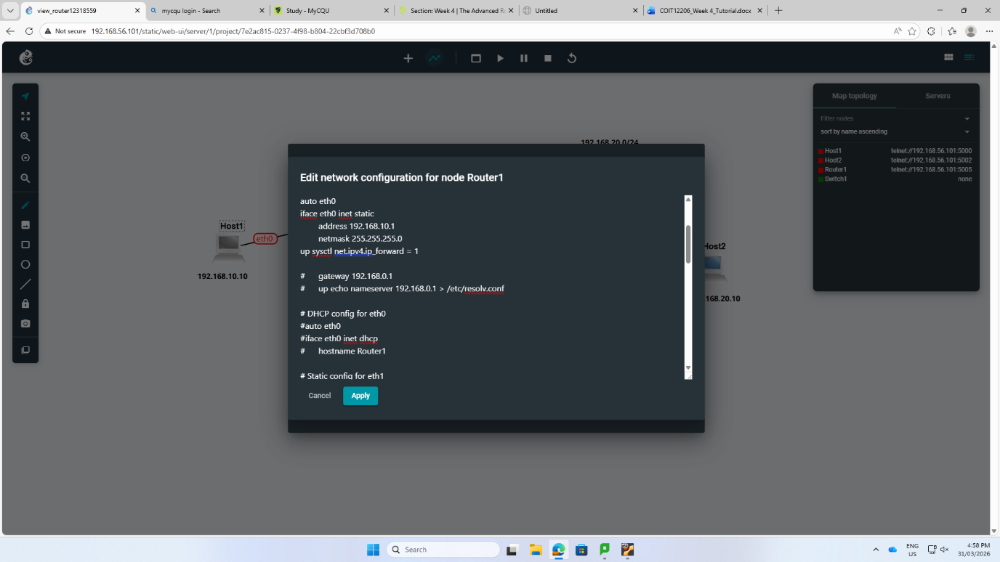 view_router12318559
mycqu login - Search
Study - MyCQU
Section: Week 4 | The Advanced Ro
Untitled
COIT12206_Week 4_Tutorial.docx
Not secure
192.168.56.101/static/web-ui/server/1/project/7e2ac815-0237-4f98-b804-22cbf3d708b0
Map topology
Servers
Filter nodes
sort by name ascending
Host1 telnet://192.168.56.101:5000
Host2 telnet://192.168.56.101:5002
Router1 telnet://192.168.56.101:5005
Switch1 none
192.168.20.0/24
Host1
eth0
192.168.10.10
Host2
.168.20.10
Edit network configuration for node Router1
auto eth0
iface eth0 inet static
address 192.168.10.1
netmask 255.255.255.0
up sysctl net.ipv4.ip_forward = 1
# gateway 192.168.0.1
# up echo nameserver 192.168.0.1 > /etc/resolv.conf
# DHCP config for eth0
#auto eth0
#iface eth0 inet dhcp
# hostname Router1
# Static config for eth1
Cancel
Apply
Search
ENG
US
4:58 PM
31/03/2026